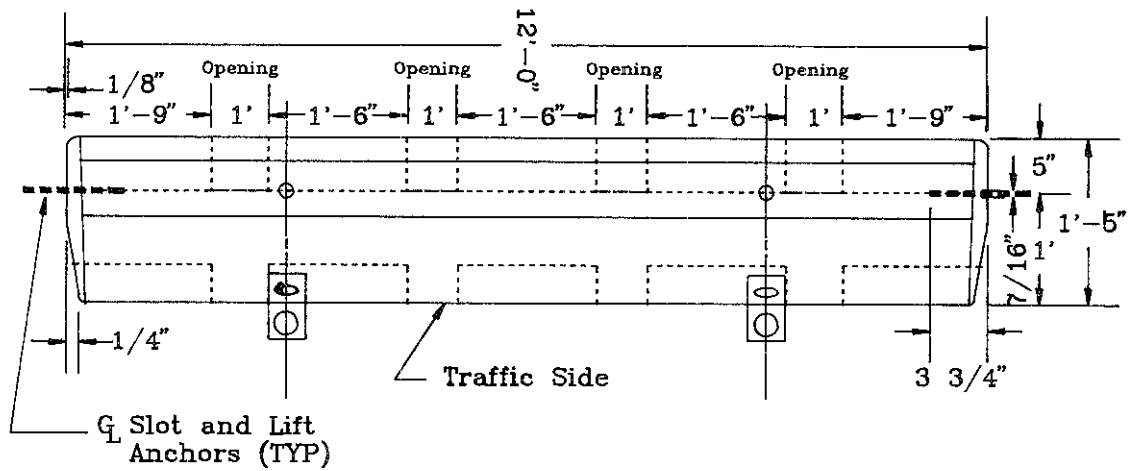 12'-0"
Opening Opening Opening Opening
1/8"
1'-9" 1' 1'-6" 1' 1'-6" 1' 1'-6" 1' 1'-9"
5"
1'-5"
1'
7/16"
1/4"
Traffic Side
3 3/4"
CL Slot and Lift
Anchors (TYP)